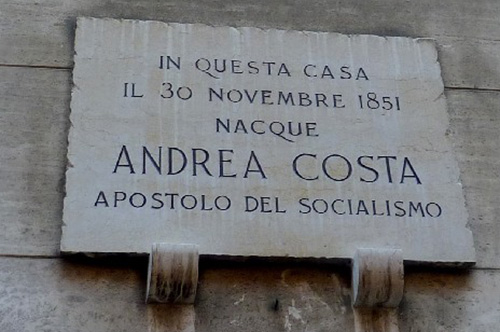 IN QUESTA CASA
IL 30 NOVEMBRE 1851
NACQUE
ANDREA COSTA
APOSTOLO DEL SOCIALISMO